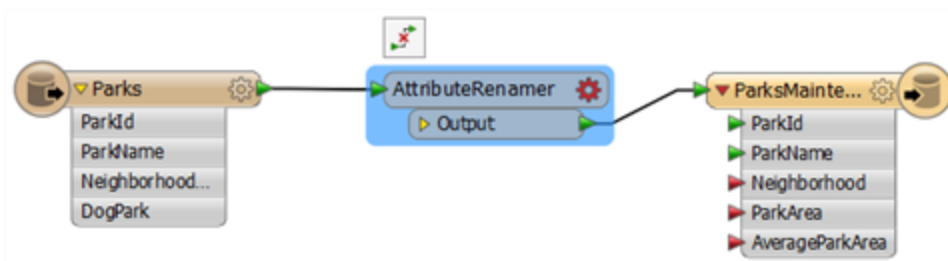 Parks
ParkId
ParkName
Neighborhood...
DogPark
AttributeRenamer
Output
ParksMainte...
ParkId
ParkName
Neighborhood
ParkArea
AverageParkArea